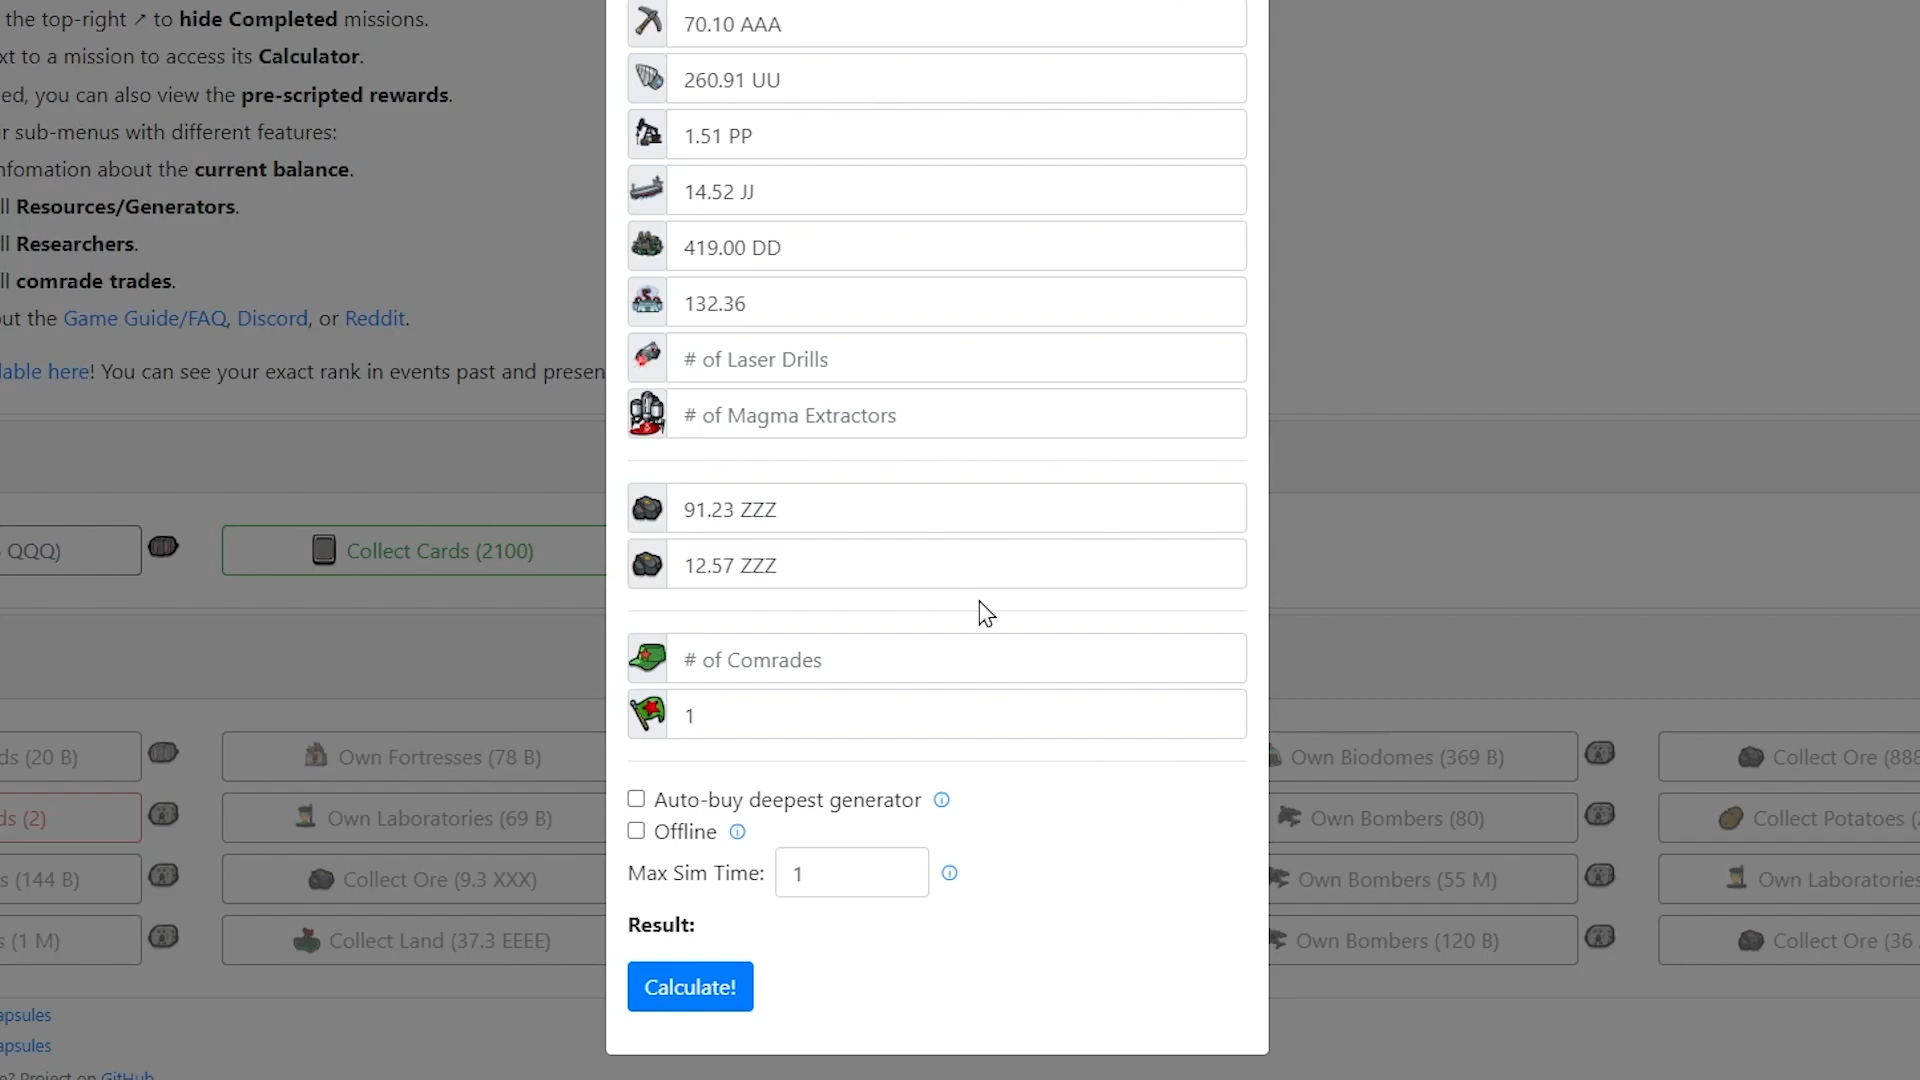 the top-right ↗ to hide Completed missions.
xt to a mission to access its Calculator.
ed, you can also view the pre-scripted rewards.
ur sub-menus with different features:
nfomation about the current balance.
ll Resources/Generators.
ll Researchers.
ll comrade trades.
out the Game Guide/FAQ, Discord, or Reddit.
lable here! You can see your exact rank in events past and presen
70.10 AAA
260.91 UU
1.51 PP
14.52 JJ
419.00 DD
132.36
# of Laser Drills
# of Magma Extractors
91.23 ZZZ
12.57 ZZZ
# of Comrades
1
Auto-buy deepest generator
Offline
Max Sim Time: 1
Result:
Calculate!
QQQ)
Collect Cards (2100)
ds (20 B)
Own Fortresses (78 B)
Own Biodomes (369 B)
Collect Ore (888
ds (2)
Own Laboratories (69 B)
Own Bombers (80)
Collect Potatoes (
s (144 B)
Collect Ore (9.3 XXX)
Own Bombers (55 M)
Own Laboratories
s (1 M)
Collect Land (37.3 EEEE)
Own Bombers (120 B)
Collect Ore (36
apsules
apsules
e? Project on GitHub